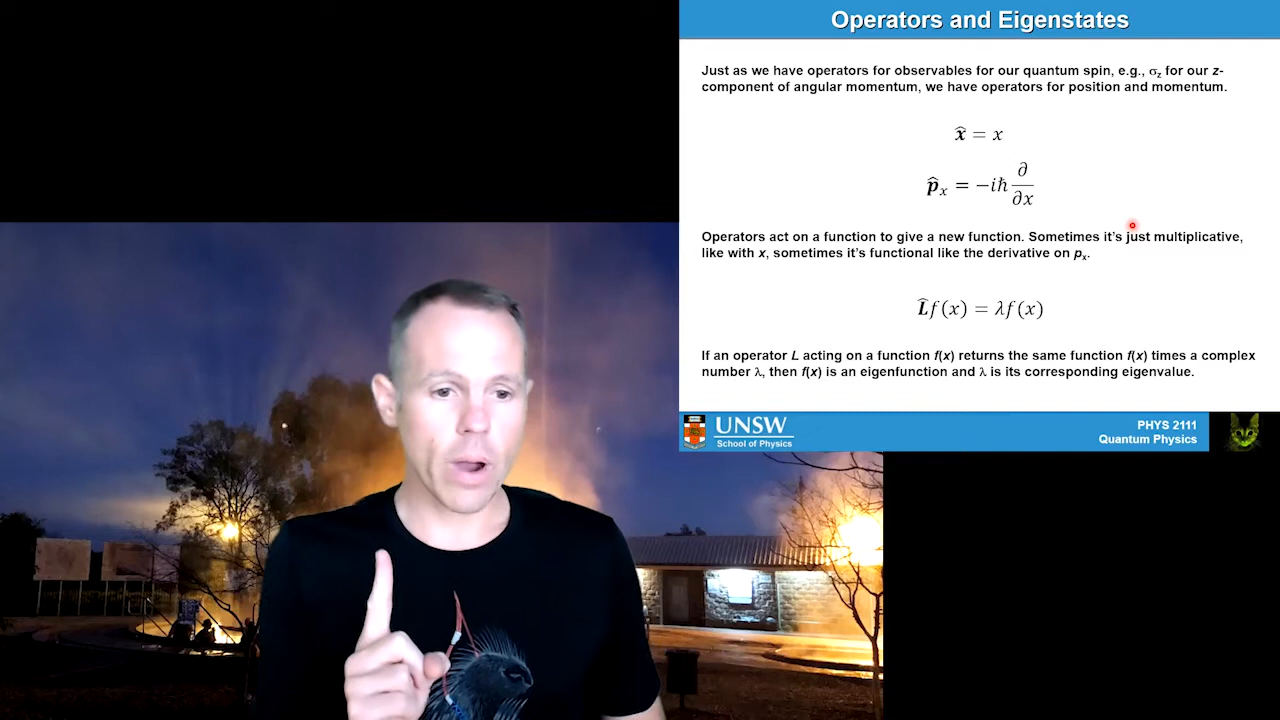 Operators and Eigenstates
Just as we have operators for observables for our quantum spin, e.g., σz for our z-
component of angular momentum, we have operators for position and momentum.
x̂ = x
p̂x = −iħ ∂/∂x
Operators act on a function to give a new function. Sometimes it's just multiplicative,
like with x, sometimes it's functional like the derivative on px.
L̂f(x) = λf(x)
If an operator L acting on a function f(x) returns the same function f(x) times a complex
number λ, then f(x) is an eigenfunction and λ is its corresponding eigenvalue.
UNSW
School of Physics
PHYS 2111
Quantum Physics